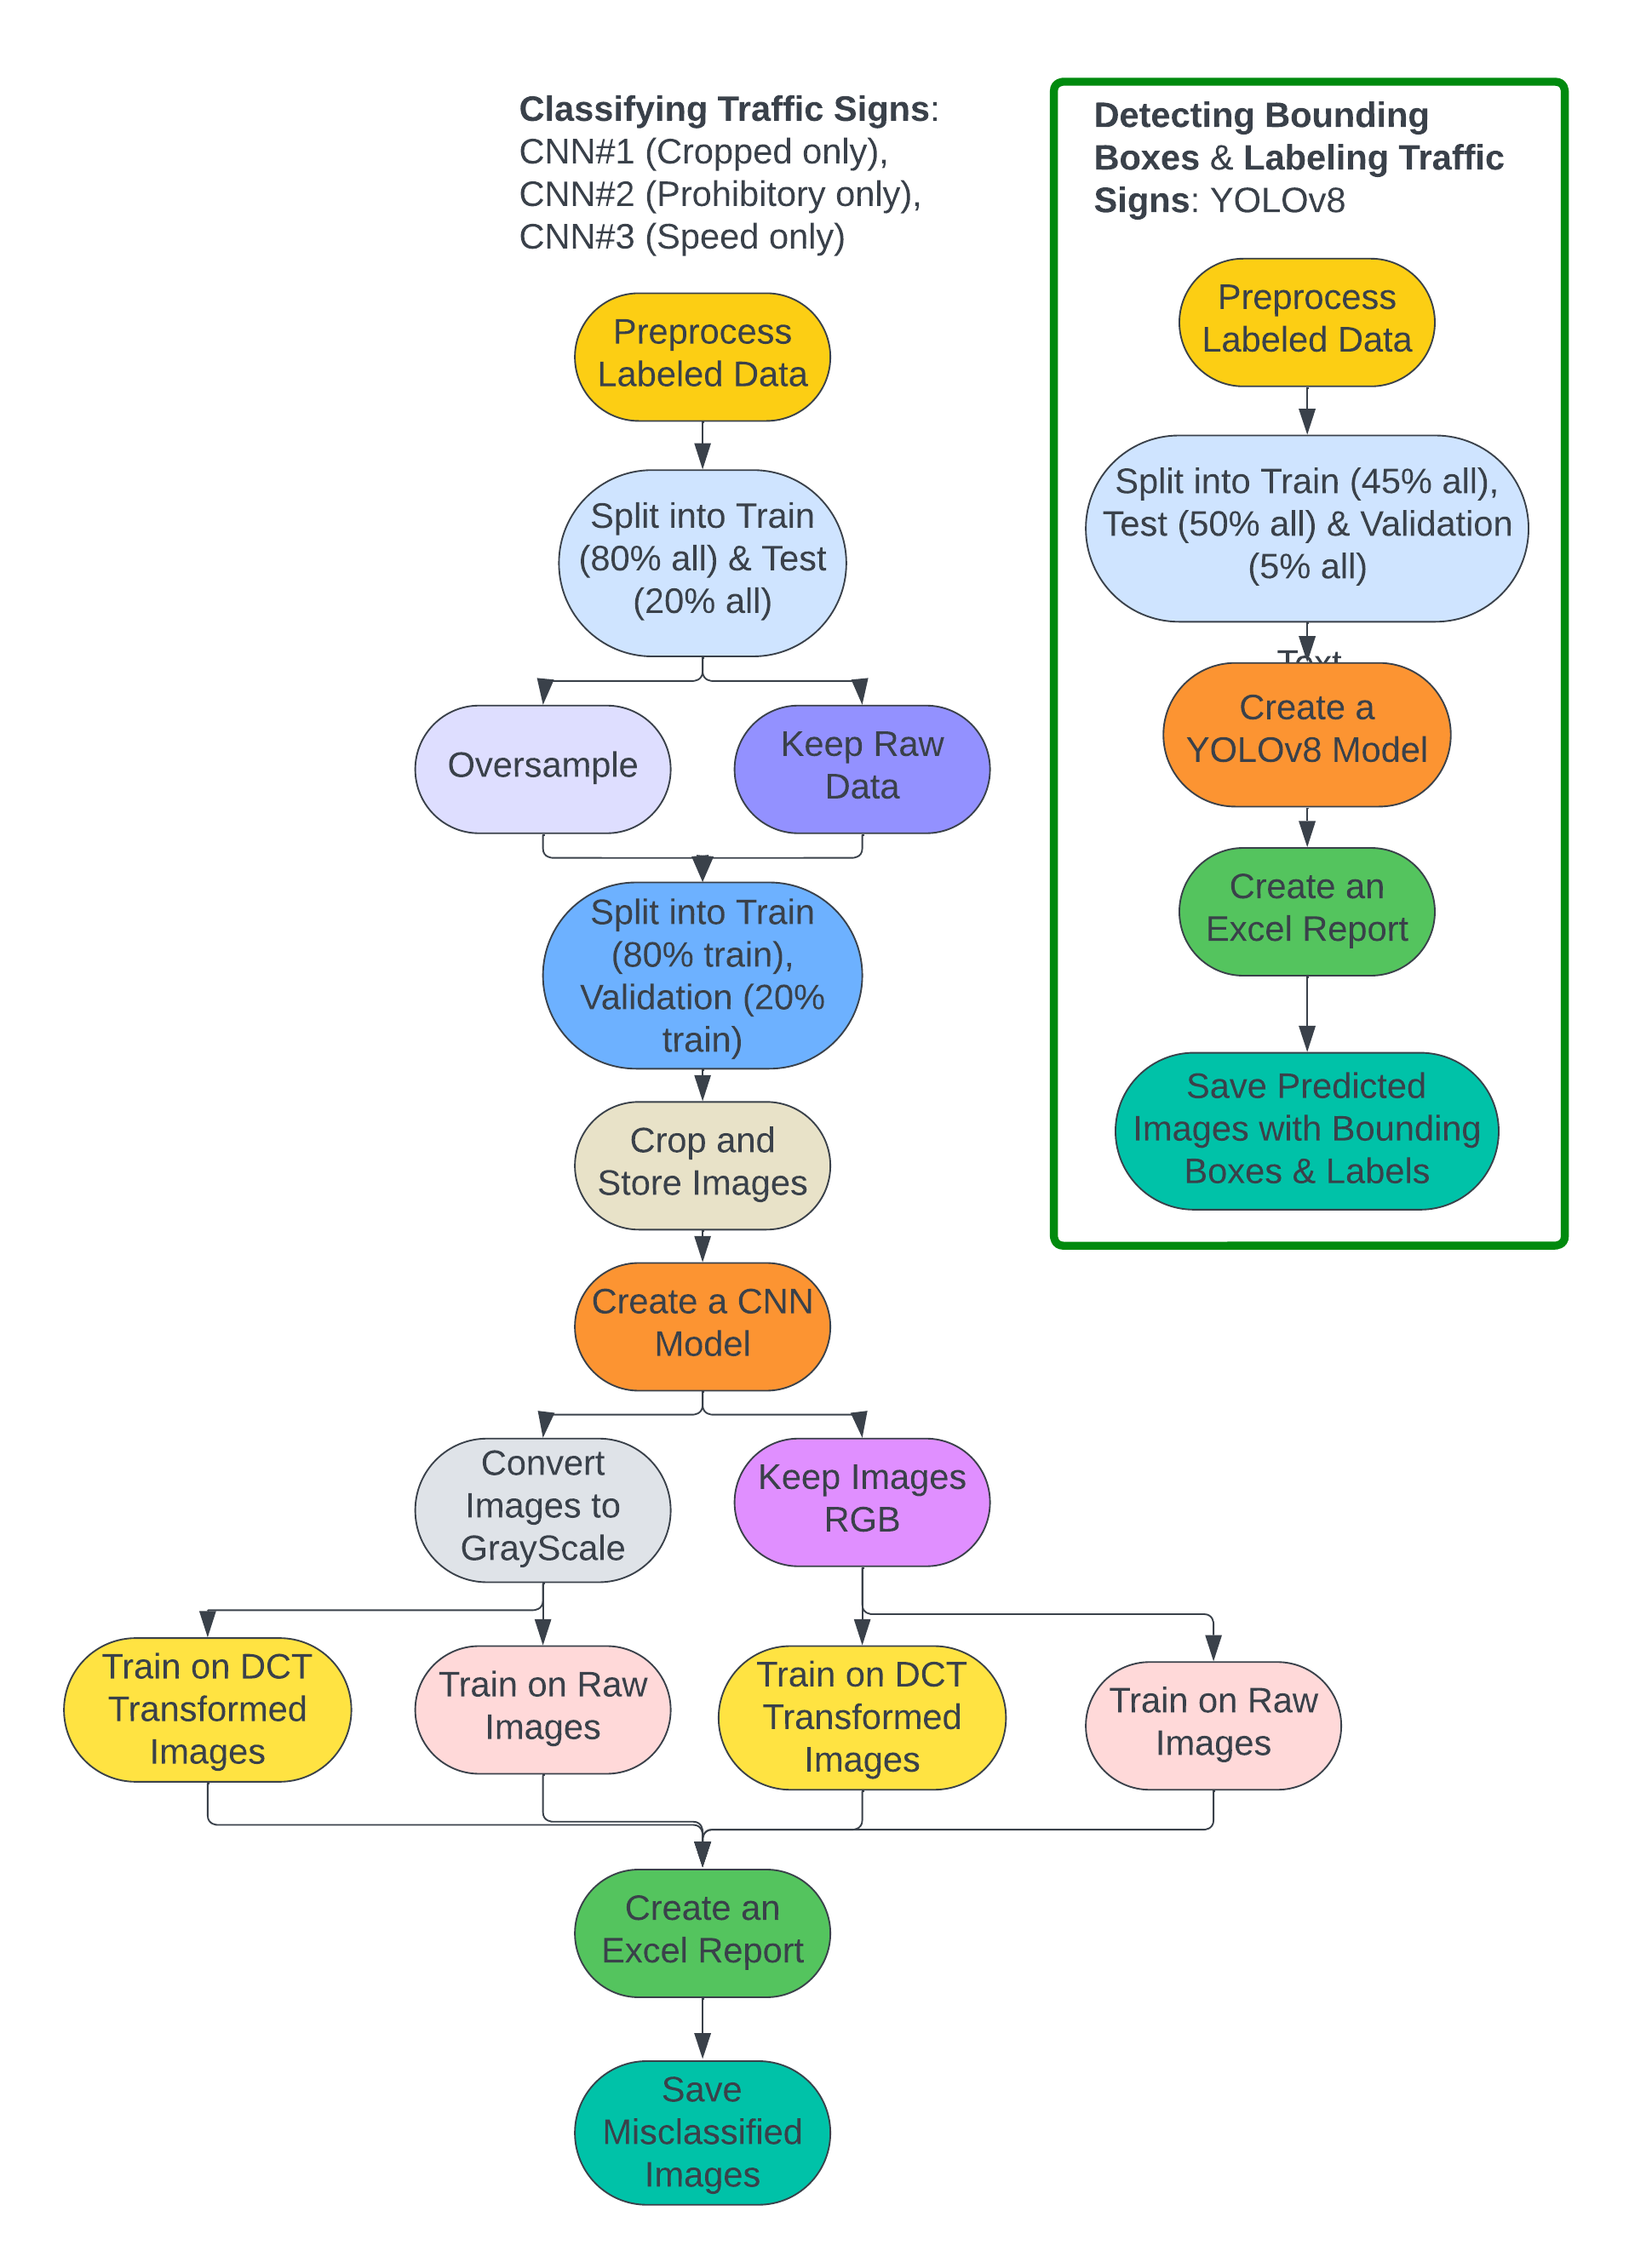 Classifying Traffic Signs:
CNN#1 (Cropped only),
CNN#2 (Prohibitory only),
CNN#3 (Speed only)
Preprocess
Labeled Data
Split into Train
(80% all) & Test
(20% all)
Oversample
Keep Raw
Data
Split into Train
(80% train),
Validation (20%
train)
Crop and
Store Images
Create a CNN
Model
Convert
Images to
GrayScale
Keep Images
RGB
Train on DCT
Transformed
Images
Train on Raw
Images
Train on DCT
Transformed
Images
Train on Raw
Images
Create an
Excel Report
Save
Misclassified
Images
Detecting Bounding
Boxes & Labeling Traffic
Signs: YOLOv8
Preprocess
Labeled Data
Split into Train (45% all),
Test (50% all) & Validation
(5% all)
Text
Create a
YOLOv8 Model
Create an
Excel Report
Save Predicted
Images with Bounding
Boxes & Labels